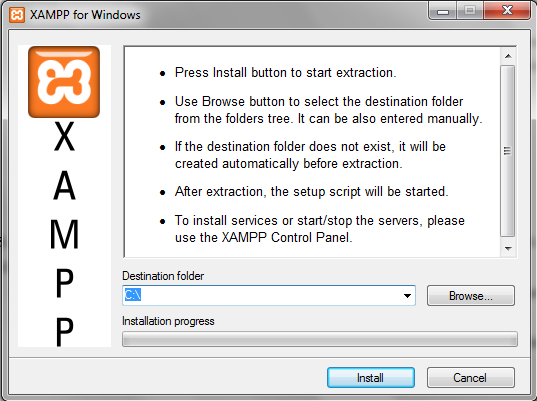 XAMPP for Windows
X
A
M
P
P
• Press Install button to start extraction.
• Use Browse button to select the destination folder
from the folders tree. It can be also entered manually.
• If the destination folder does not exist, it will be
created automatically before extraction.
• After extraction, the setup script will be started.
• To install services or start/stop the servers, please
use the XAMPP Control Panel.
Destination folder
C:\
Browse...
Installation progress
Install
Cancel